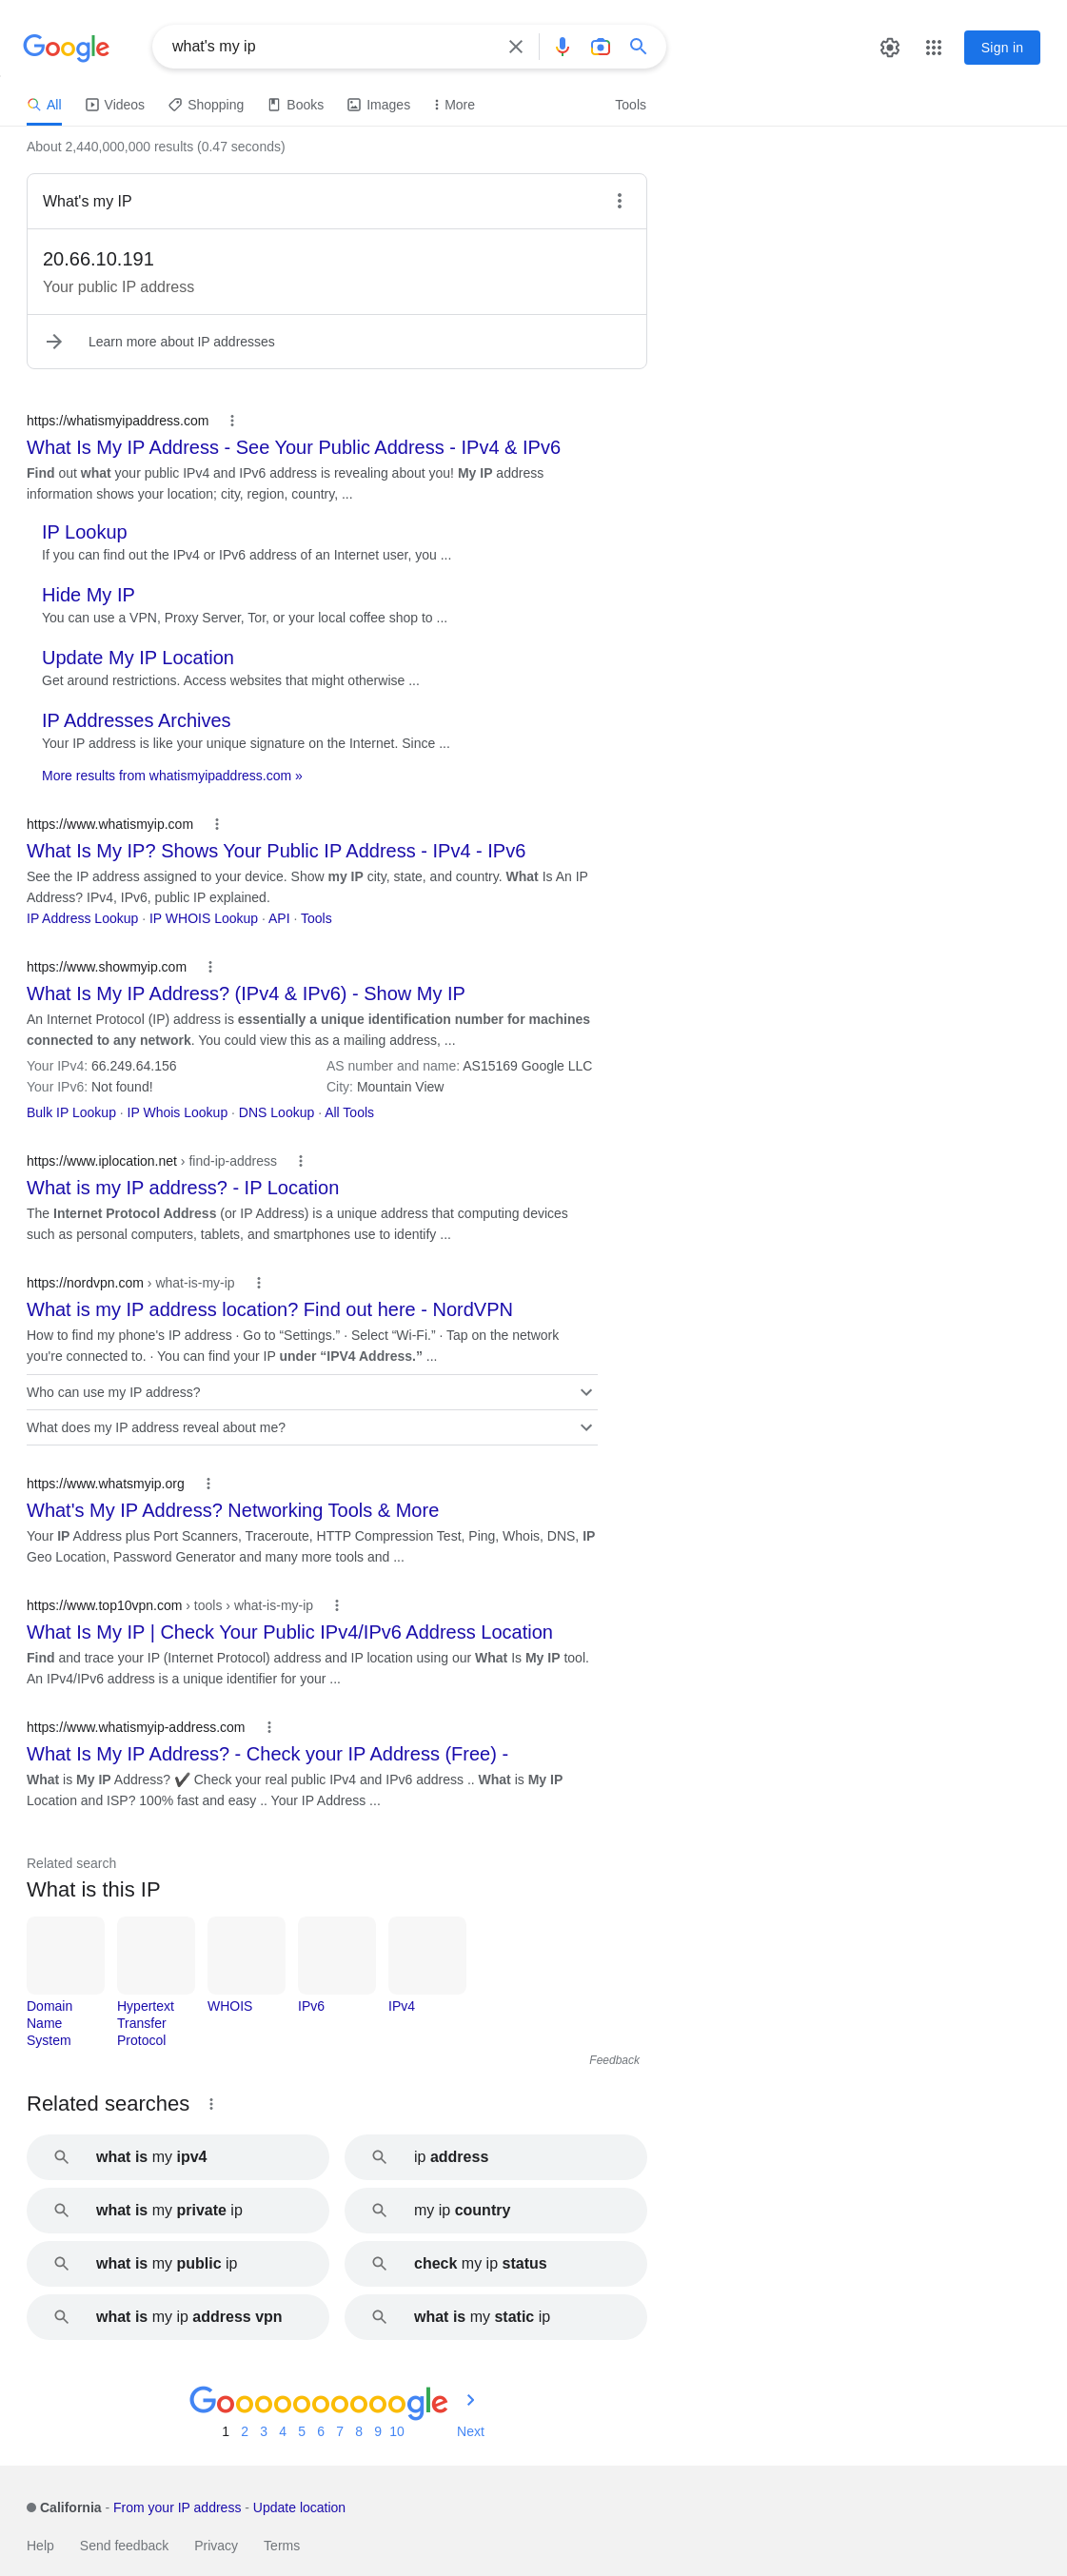 Google
what's my ip
Sign in
All
Videos
Shopping
Books
Images
More
Tools
About 2,440,000,000 results (0.47 seconds)
What's my IP
20.66.10.191
Your public IP address
Learn more about IP addresses
https://whatismyipaddress.com
What Is My IP Address - See Your Public Address - IPv4 & IPv6
Find out what your public IPv4 and IPv6 address is revealing about you! My IP address
information shows your location; city, region, country, ...
IP Lookup
If you can find out the IPv4 or IPv6 address of an Internet user, you ...
Hide My IP
You can use a VPN, Proxy Server, Tor, or your local coffee shop to ...
Update My IP Location
Get around restrictions. Access websites that might otherwise ...
IP Addresses Archives
Your IP address is like your unique signature on the Internet. Since ...
More results from whatismyipaddress.com »
https://www.whatismyip.com
What Is My IP? Shows Your Public IP Address - IPv4 - IPv6
See the IP address assigned to your device. Show my IP city, state, and country. What Is An IP
Address? IPv4, IPv6, public IP explained.
IP Address Lookup · IP WHOIS Lookup · API · Tools
https://www.showmyip.com
What Is My IP Address? (IPv4 & IPv6) - Show My IP
An Internet Protocol (IP) address is essentially a unique identification number for machines
connected to any network. You could view this as a mailing address, ...
Your IPv4: 66.249.64.156
AS number and name: AS15169 Google LLC
Your IPv6: Not found!
City: Mountain View
Bulk IP Lookup · IP Whois Lookup · DNS Lookup · All Tools
https://www.iplocation.net › find-ip-address
What is my IP address? - IP Location
The Internet Protocol Address (or IP Address) is a unique address that computing devices
such as personal computers, tablets, and smartphones use to identify ...
https://nordvpn.com › what-is-my-ip
What is my IP address location? Find out here - NordVPN
How to find my phone's IP address · Go to “Settings.” · Select “Wi-Fi.” · Tap on the network
you're connected to. · You can find your IP under “IPV4 Address.” ...
Who can use my IP address?
What does my IP address reveal about me?
https://www.whatsmyip.org
What's My IP Address? Networking Tools & More
Your IP Address plus Port Scanners, Traceroute, HTTP Compression Test, Ping, Whois, DNS, IP
Geo Location, Password Generator and many more tools and ...
https://www.top10vpn.com › tools › what-is-my-ip
What Is My IP | Check Your Public IPv4/IPv6 Address Location
Find and trace your IP (Internet Protocol) address and IP location using our What Is My IP tool.
An IPv4/IPv6 address is a unique identifier for your ...
https://www.whatismyip-address.com
What Is My IP Address? - Check your IP Address (Free) -
What is My IP Address? ✔️ Check your real public IPv4 and IPv6 address .. What is My IP
Location and ISP? 100% fast and easy .. Your IP Address ...
Related search
What is this IP
Domain
Name
System
Hypertext
Transfer
Protocol
WHOIS
IPv6
IPv4
Feedback
Related searches
what is my ipv4
ip address
what is my private ip
my ip country
what is my public ip
check my ip status
what is my ip address vpn
what is my static ip
Goooooooooogle
1 2 3 4 5 6 7 8 9 10 Next
California - From your IP address - Update location
Help
Send feedback
Privacy
Terms